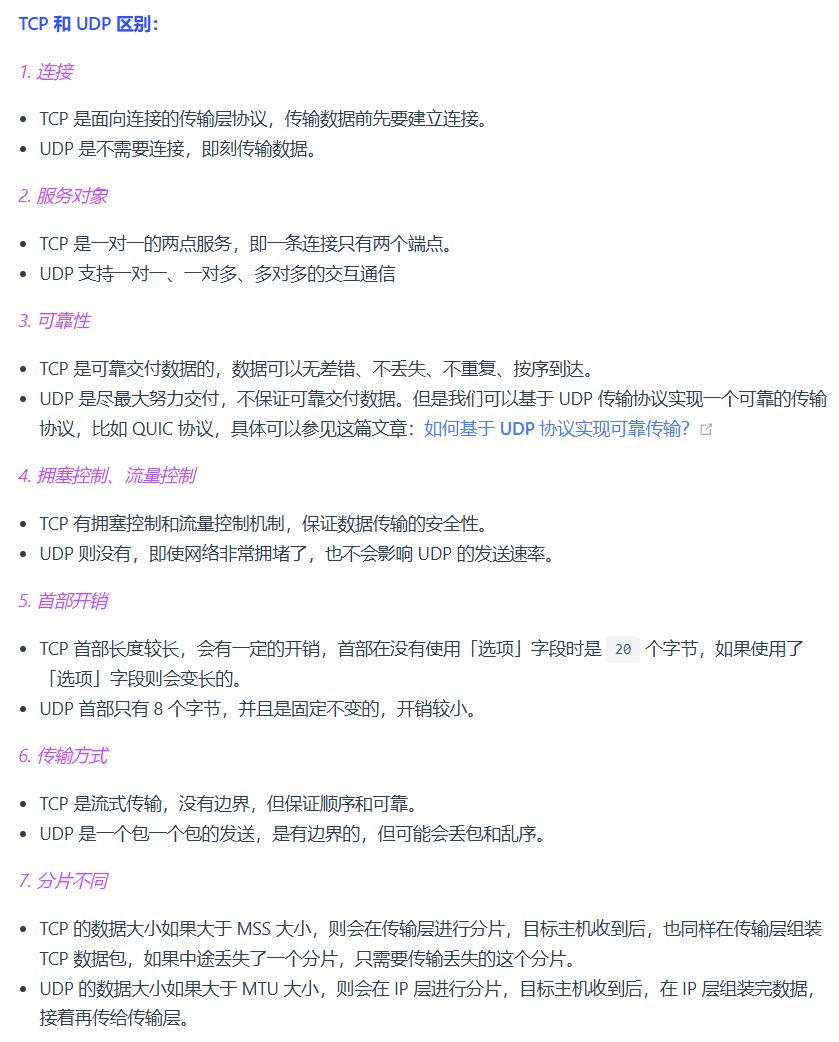 TCP 和 UDP 区别：
1. 连接
• TCP 是面向连接的传输层协议，传输数据前先要建立连接。
• UDP 是不需要连接，即刻传输数据。
2. 服务对象
• TCP 是一对一的两点服务，即一条连接只有两个端点。
• UDP 支持一对一、一对多、多对多的交互通信
3. 可靠性
• TCP 是可靠交付数据的，数据可以无差错、不丢失、不重复、按序到达。
• UDP 是尽最大努力交付，不保证可靠交付数据。但是我们可以基于 UDP 传输协议实现一个可靠的传输
协议，比如 QUIC 协议，具体可以参见这篇文章：如何基于 UDP 协议实现可靠传输？
4. 拥塞控制、流量控制
• TCP 有拥塞控制和流量控制机制，保证数据传输的安全性。
• UDP 则没有，即使网络非常拥堵了，也不会影响 UDP 的发送速率。
5. 首部开销
• TCP 首部长度较长，会有一定的开销，首部在没有使用「选项」字段时是 20 个字节，如果使用了
「选项」字段则会变长的。
• UDP 首部只有 8 个字节，并且是固定不变的，开销较小。
6. 传输方式
• TCP 是流式传输，没有边界，但保证顺序和可靠。
• UDP 是一个包一个包的发送，是有边界的，但可能会丢包和乱序。
7. 分片不同
• TCP 的数据大小如果大于 MSS 大小，则会在传输层进行分片，目标主机收到后，也同样在传输层组装
TCP 数据包，如果中途丢失了一个分片，只需要传输丢失的这个分片。
• UDP 的数据大小如果大于 MTU 大小，则会在 IP 层进行分片，目标主机收到后，在 IP 层组装完数据，
接着再传给传输层。